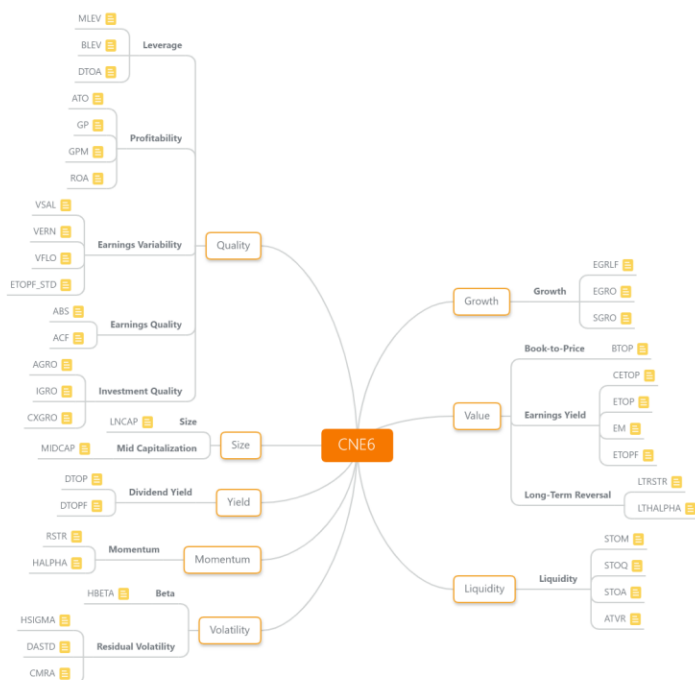 MLEV
BLEV
Leverage
DTOA
ATO
GP
Profitability
GPM
ROA
VSAL
VERN
Earnings Variability
VFLO
ETOPF_STD
Quality
ABS
Earnings Quality
ACF
AGRO
IGRO
Investment Quality
CXGRO
LNCAP
Size
MIDCAP
Mid Capitalization
Size
DTOP
Dividend Yield
DTOPF
Yield
RSTR
Momentum
HALPHA
Momentum
HBETA
Beta
HSIGMA
DASTD
Residual Volatility
CMRA
Volatility
CNE6
Growth
Growth
EGRLF
EGRO
SGRO
Value
Book-to-Price
BTOP
Earnings Yield
CETOP
ETOP
EM
ETOPF
Long-Term Reversal
LTRSTR
LTHALPHA
Liquidity
Liquidity
STOM
STOQ
STOA
ATVR